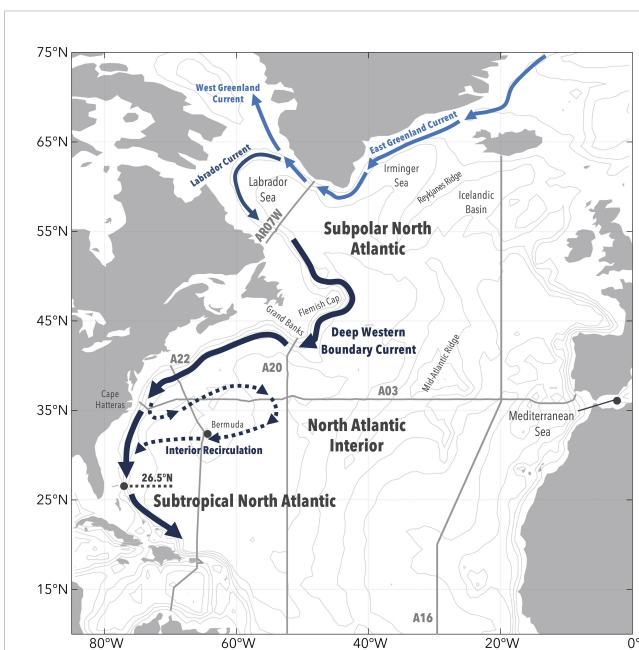 75°N
65°N
55°N
45°N
35°N
25°N
15°N
West Greenland
Current
East Greenland Current
Labrador Current
Labrador
Sea
Irminger
Sea
Reykjanes Ridge
Icelandic
Basin
AR07W
Subpolar North
Atlantic
Flemish Cap
Grand Banks
Deep Western
Boundary Current
Mid-Atlantic Ridge
A22
A20
A03
Cape
Hatteras
Bermuda
North Atlantic
Interior
Mediterranean
Sea
Interior Recirculation
26.5°N
Subtropical North Atlantic
A16
80°W
60°W
40°W
20°W
0°